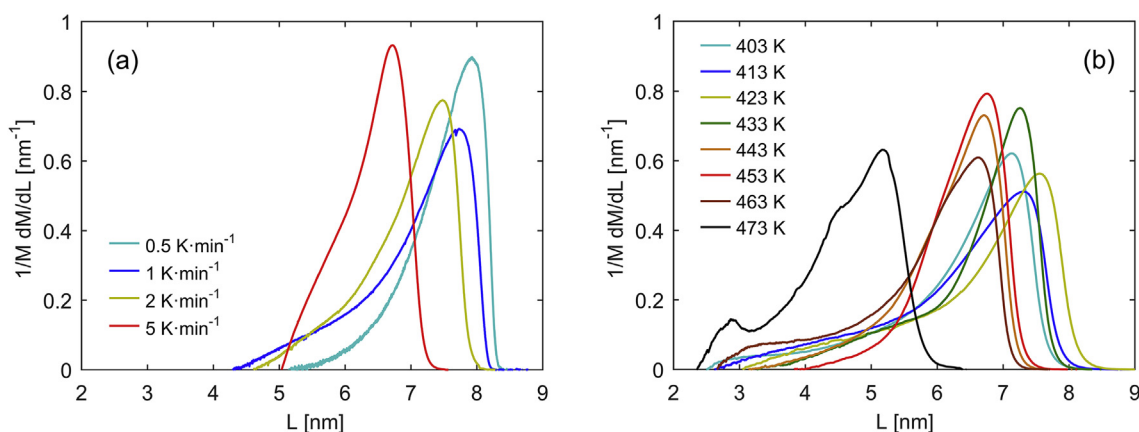 (a)
1/M dM/dL [nm⁻¹]
1
0.8
0.6
0.4
0.2
0
0.5 K·min⁻¹
1 K·min⁻¹
2 K·min⁻¹
5 K·min⁻¹
2 3 4 5 6 7 8 9
L [nm]
(b)
1/M dM/dL [nm⁻¹]
1
0.8
0.6
0.4
0.2
0
403 K
413 K
423 K
433 K
443 K
453 K
463 K
473 K
2 3 4 5 6 7 8 9
L [nm]